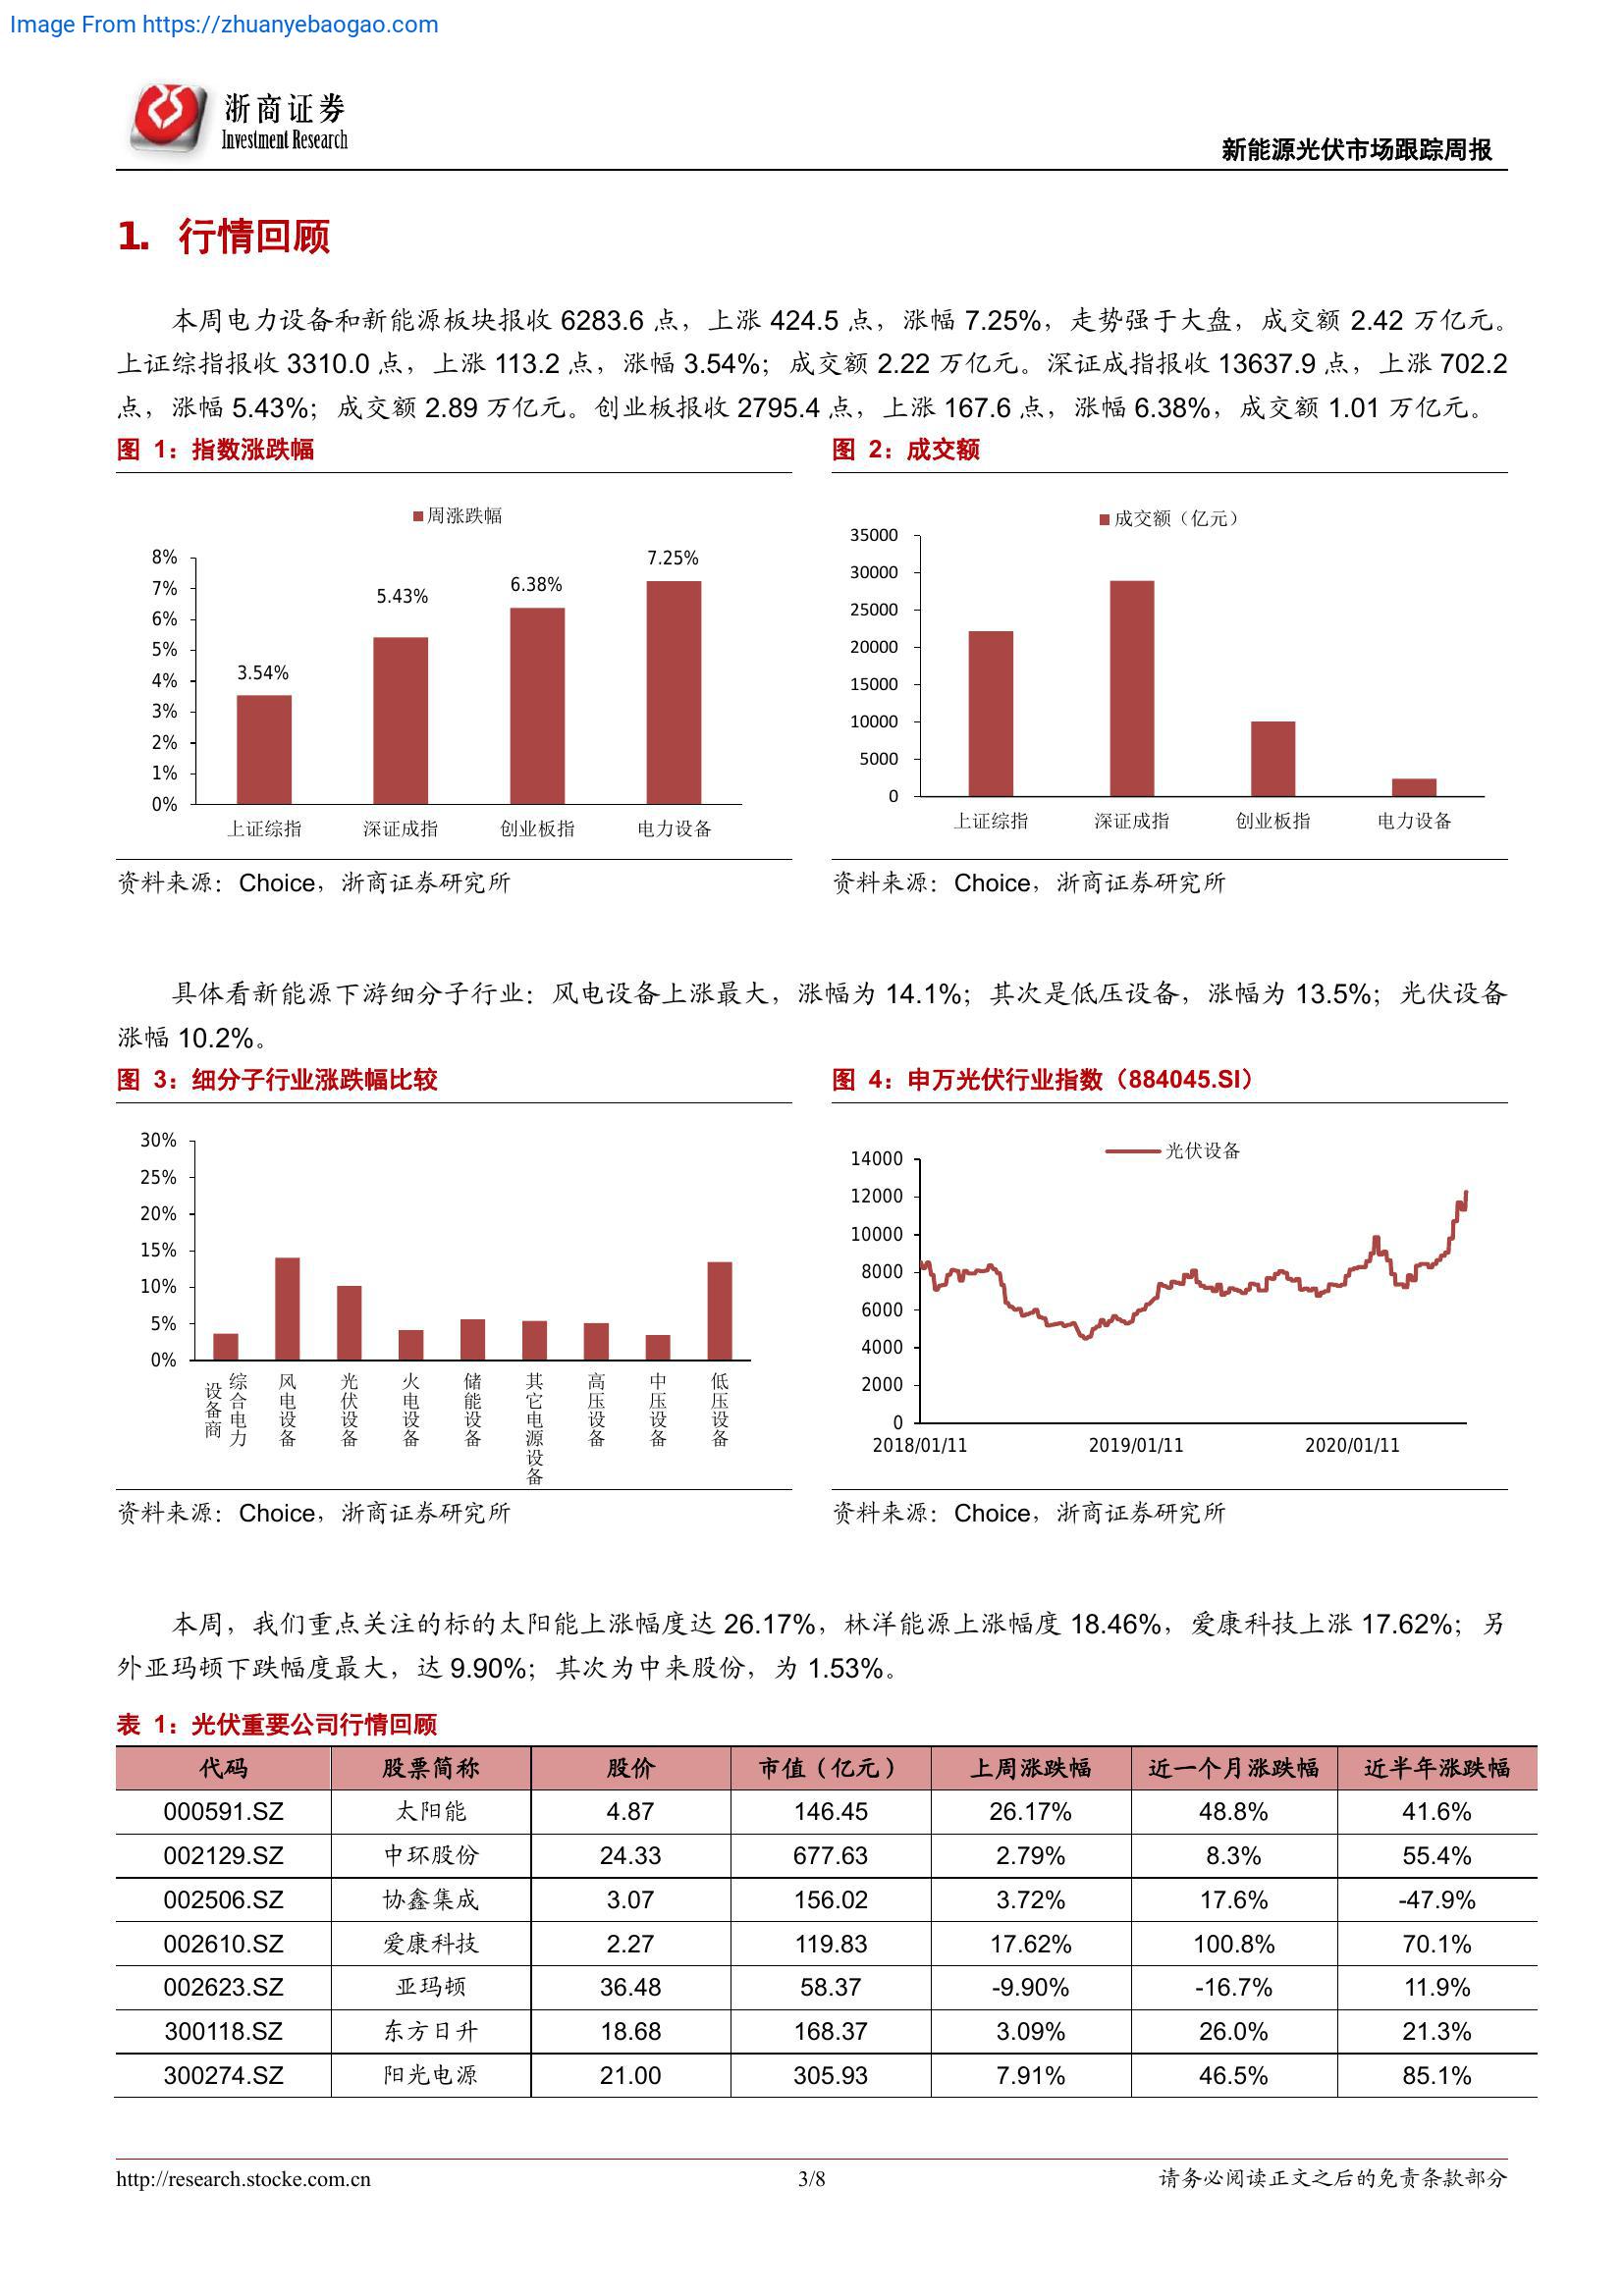 Image From https://zhuanyebaogao.com
浙商证券
Investment Research
新能源光伏市场跟踪周报
1. 行情回顾
本周电力设备和新能源板块报收 6283.6 点，上涨 424.5 点，涨幅 7.25%，走势强于大盘，成交额 2.42 万亿元。
上证综指报收 3310.0 点，上涨 113.2 点，涨幅 3.54%；成交额 2.22 万亿元。深证成指报收 13637.9 点，上涨 702.2
点，涨幅 5.43%；成交额 2.89 万亿元。创业板报收 2795.4 点，上涨 167.6 点，涨幅 6.38%，成交额 1.01 万亿元。
图 1：指数涨跌幅
周涨跌幅
8%
7%
6%
5%
4%
3%
2%
1%
0%
3.54%
5.43%
6.38%
7.25%
上证综指 深证成指 创业板指 电力设备
资料来源：Choice，浙商证券研究所
图 2：成交额
成交额（亿元）
35000
30000
25000
20000
15000
10000
5000
0
上证综指 深证成指 创业板指 电力设备
资料来源：Choice，浙商证券研究所
具体看新能源下游细分子行业：风电设备上涨最大，涨幅为 14.1%；其次是低压设备，涨幅为 13.5%；光伏设备
涨幅 10.2%。
图 3：细分子行业涨跌幅比较
30%
25%
20%
15%
10%
5%
0%
综合电力
设备商
风电设备
光伏设备
火电设备
储能设备
其它电源设备
高压设备
中压设备
低压设备
资料来源：Choice，浙商证券研究所
图 4：申万光伏行业指数（884045.SI）
光伏设备
14000
12000
10000
8000
6000
4000
2000
0
2018/01/11 2019/01/11 2020/01/11
资料来源：Choice，浙商证券研究所
本周，我们重点关注的标的太阳能上涨幅度达 26.17%，林洋能源上涨幅度 18.46%，爱康科技上涨 17.62%；另
外亚玛顿下跌幅度最大，达 9.90%；其次为中来股份，为 1.53%。
表 1：光伏重要公司行情回顾
代码 股票简称 股价 市值（亿元） 上周涨跌幅 近一个月涨跌幅 近半年涨跌幅
000591.SZ 太阳能 4.87 146.45 26.17% 48.8% 41.6%
002129.SZ 中环股份 24.33 677.63 2.79% 8.3% 55.4%
002506.SZ 协鑫集成 3.07 156.02 3.72% 17.6% -47.9%
002610.SZ 爱康科技 2.27 119.83 17.62% 100.8% 70.1%
002623.SZ 亚玛顿 36.48 58.37 -9.90% -16.7% 11.9%
300118.SZ 东方日升 18.68 168.37 3.09% 26.0% 21.3%
300274.SZ 阳光电源 21.00 305.93 7.91% 46.5% 85.1%
http://research.stocke.com.cn 3/8 请务必阅读正文之后的免责条款部分